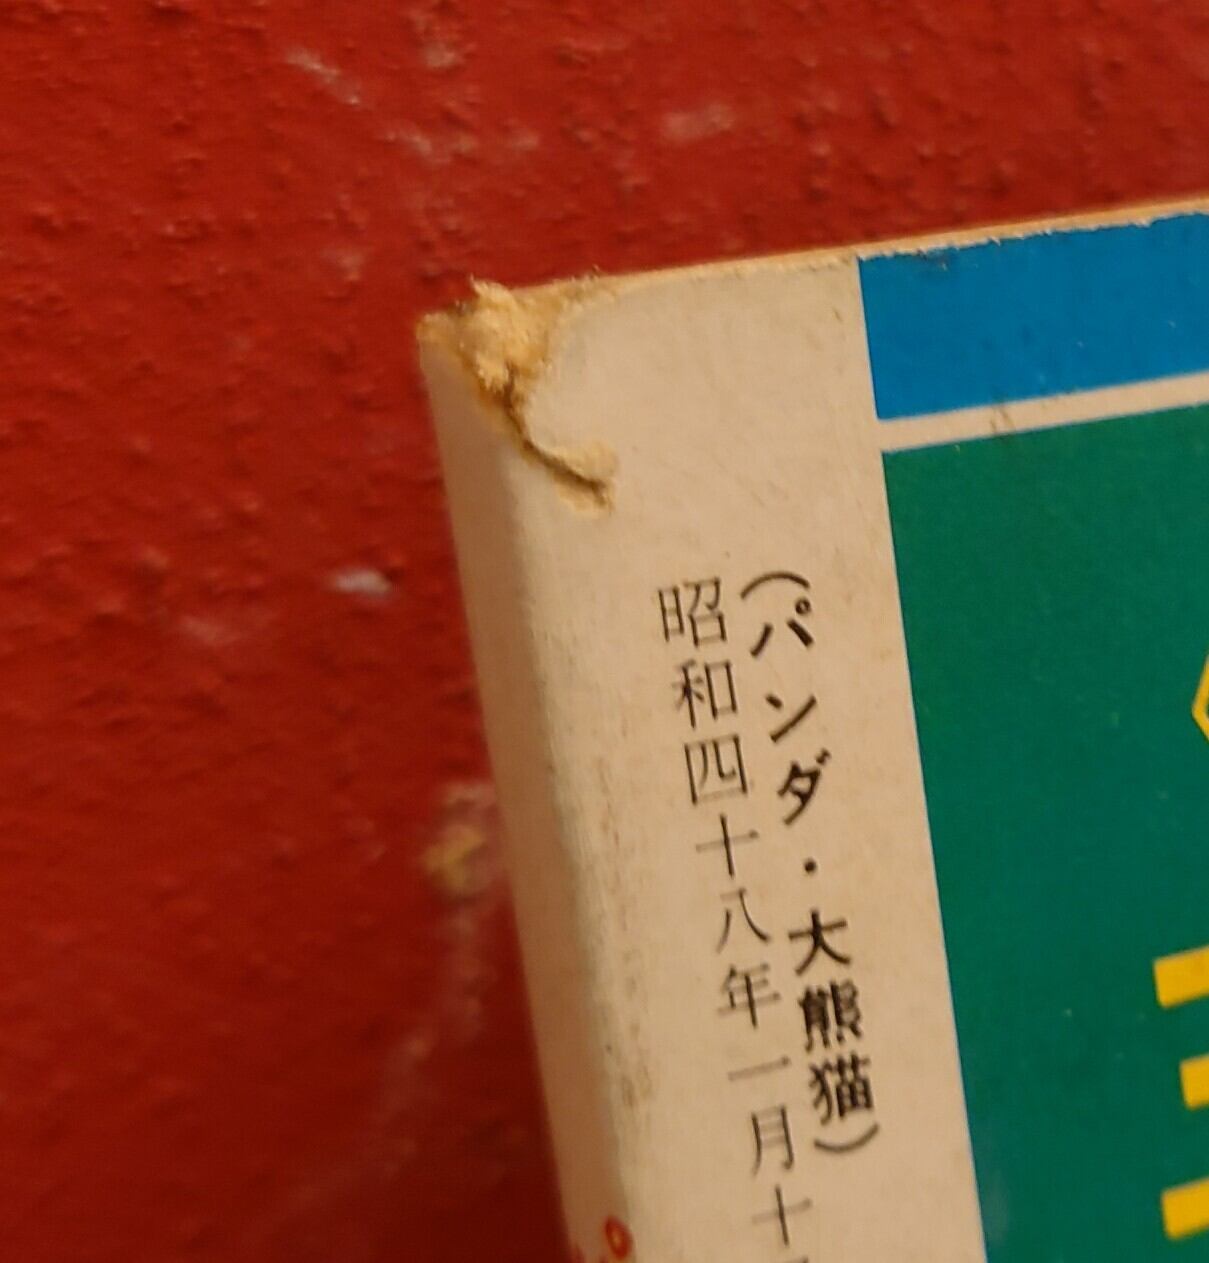 (パンダ・大熊猫)
昭和四十八年一月十